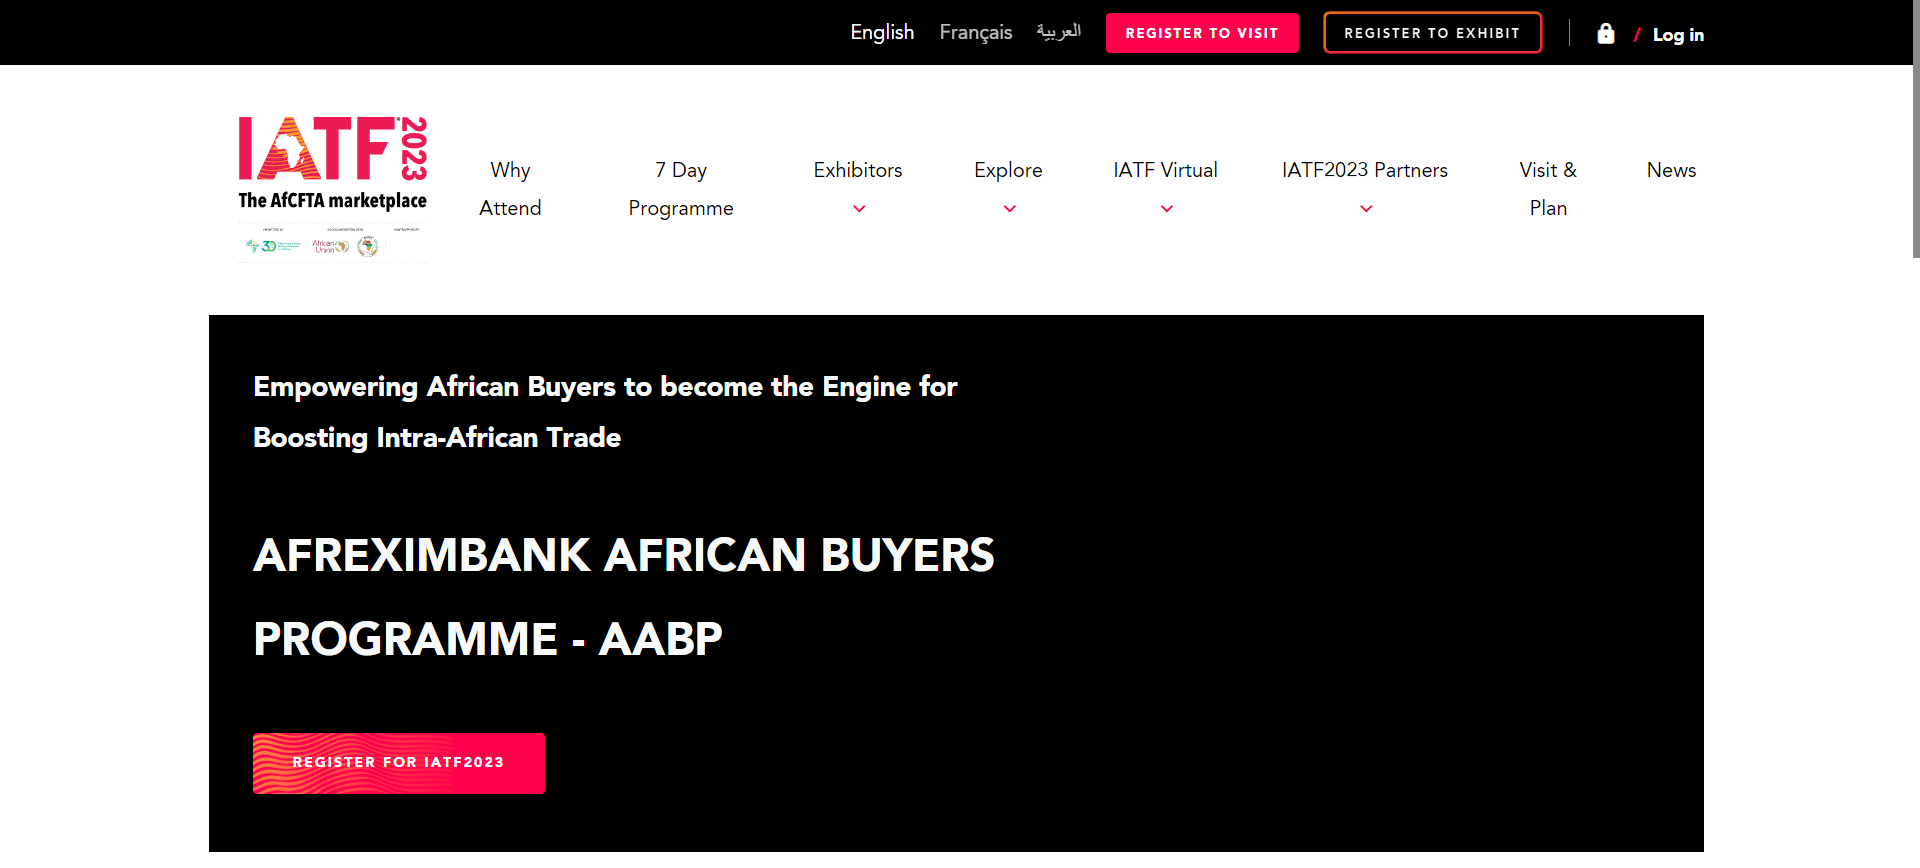 English Français العربية REGISTER TO VISIT REGISTER TO EXHIBIT / Log in
IATF 2023
The AfCFTA marketplace
African Union
Why Attend
7 Day Programme
Exhibitors
Explore
IATF Virtual
IATF2023 Partners
Visit & Plan
News
Empowering African Buyers to become the Engine for
Boosting Intra-African Trade
AFREXIMBANK AFRICAN BUYERS
PROGRAMME - AABP
REGISTER FOR IATF2023